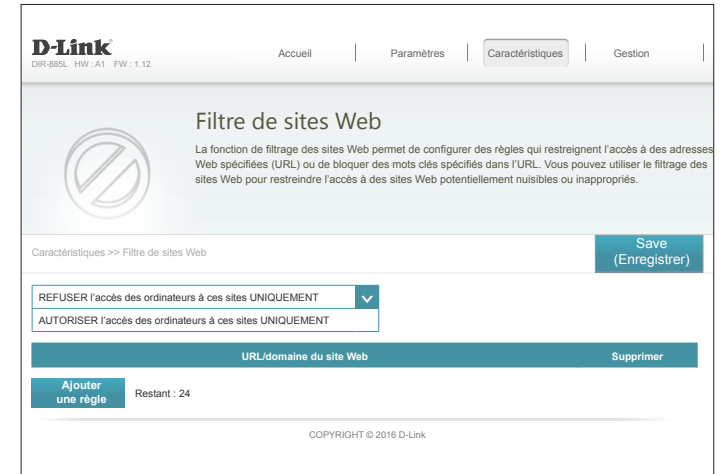 D-Link
DIR-885L HW : A1 FW : 1.12
Accueil
Paramètres
Caractéristiques
Gestion
Filtre de sites Web
La fonction de filtrage des sites Web permet de configurer des règles qui restreignent l’accès à des adresses
Web spécifiées (URL) ou de bloquer des mots clés spécifiés dans l’URL. Vous pouvez utiliser le filtrage des
sites Web pour restreindre l’accès à des sites Web potentiellement nuisibles ou inappropriés.
Caractéristiques >> Filtre de sites Web
Save
(Enregistrer)
REFUSER l’accès des ordinateurs à ces sites UNIQUEMENT
AUTORISER l’accès des ordinateurs à ces sites UNIQUEMENT
URL/domaine du site Web
Supprimer
Ajouter
une règle
Restant : 24
COPYRIGHT © 2016 D-Link